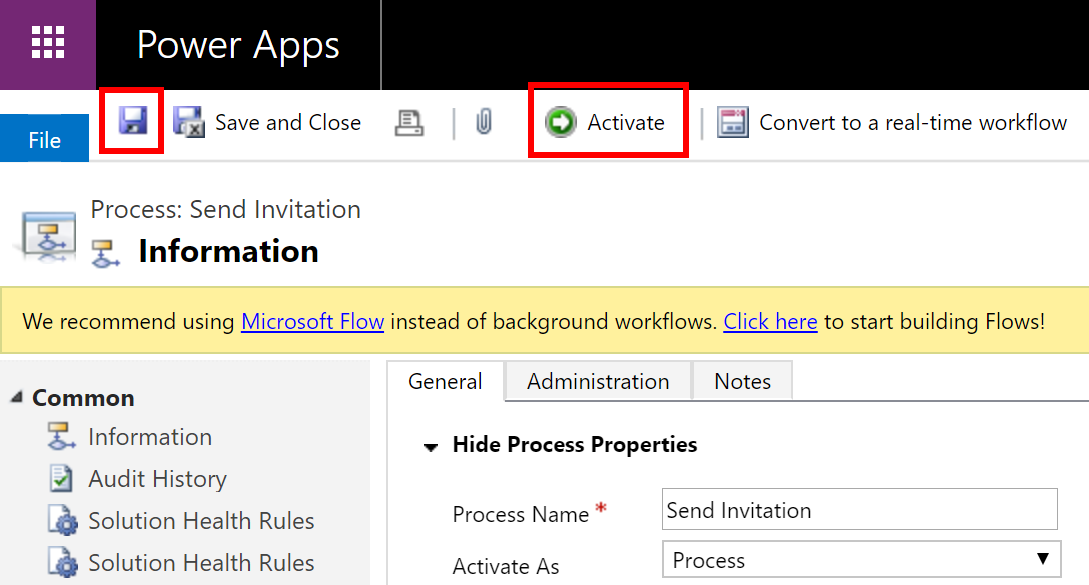 Power Apps
File
Save and Close
Activate
Convert to a real-time workflow
Process: Send Invitation
Information
We recommend using Microsoft Flow instead of background workflows. Click here to start building Flows!
Common
Information
Audit History
Solution Health Rules
Solution Health Rules
General
Administration
Notes
Hide Process Properties
Process Name *
Send Invitation
Activate As
Process